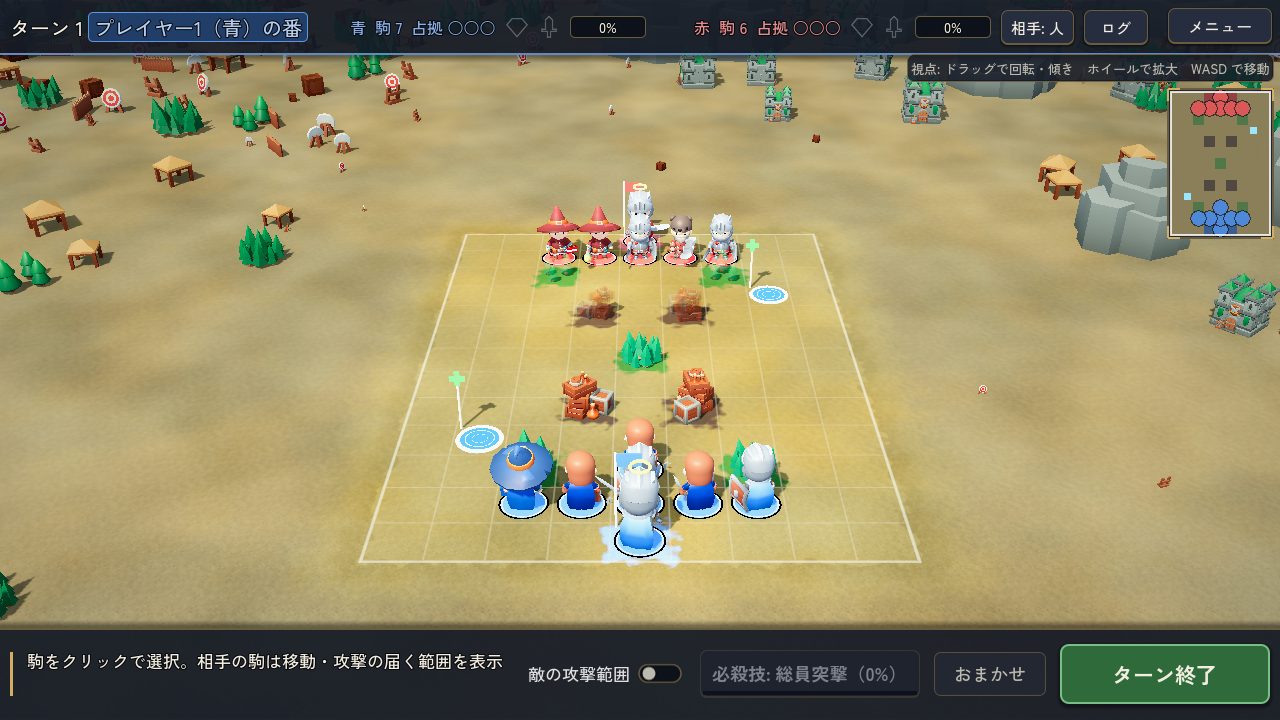 ターン 1 プレイヤー1（青）の番 青 駒 7 占拠 〇〇〇 0% 赤 駒 6 占拠 〇〇〇 0% 相手: 人 ログ メニュー
視点: ドラッグで回転・傾き ホイールで拡大 WASD で移動
駒をクリックで選択。相手の駒は移動・攻撃の届く範囲を表示
敵の攻撃範囲 必殺技: 総員突撃（0%） おまかせ ターン終了